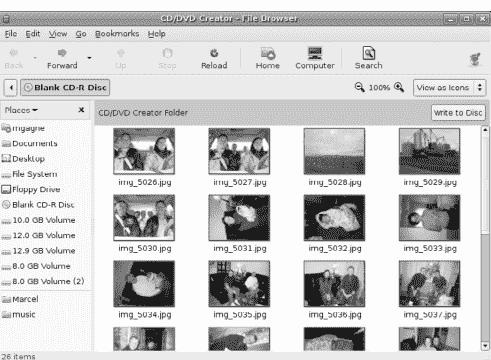 CD/DVD Creator - File Browser
File Edit View Go Bookmarks Help
Back Forward Up Stop Reload Home Computer Search
Blank CD-R Disc 100% View as Icons
Places CD/DVD Creator Folder Write to Disc
mgagne
Documents
Desktop
File System
Floppy Drive
Blank CD-R Disc
10.0 GB Volume
12.0 GB Volume
12.9 GB Volume
8.0 GB Volume
8.0 GB Volume (2)
Marcel
music
img_5026.jpg img_5027.jpg img_5028.jpg img_5029.jpg
img_5030.jpg img_5031.jpg img_5032.jpg img_5033.jpg
img_5034.jpg img_5035.jpg img_5036.jpg img_5037.jpg
26 items